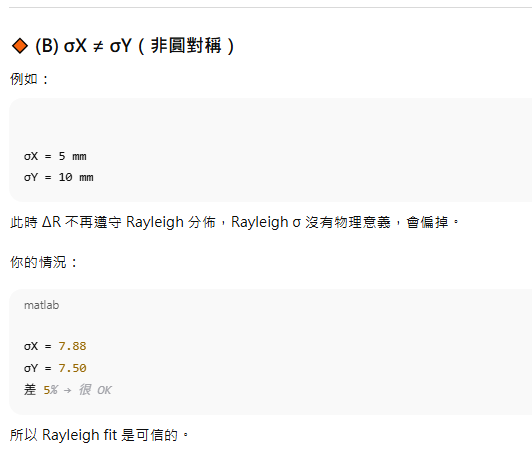 (B) σX ≠ σY（非圓對稱）
例如：
σX = 5 mm
σY = 10 mm
此時 ΔR 不再遵守 Rayleigh 分佈，Rayleigh σ 沒有物理意義，會偏掉。
你的情況：
matlab
σX = 7.88
σY = 7.50
差 5% → 很 OK
所以 Rayleigh fit 是可信的。